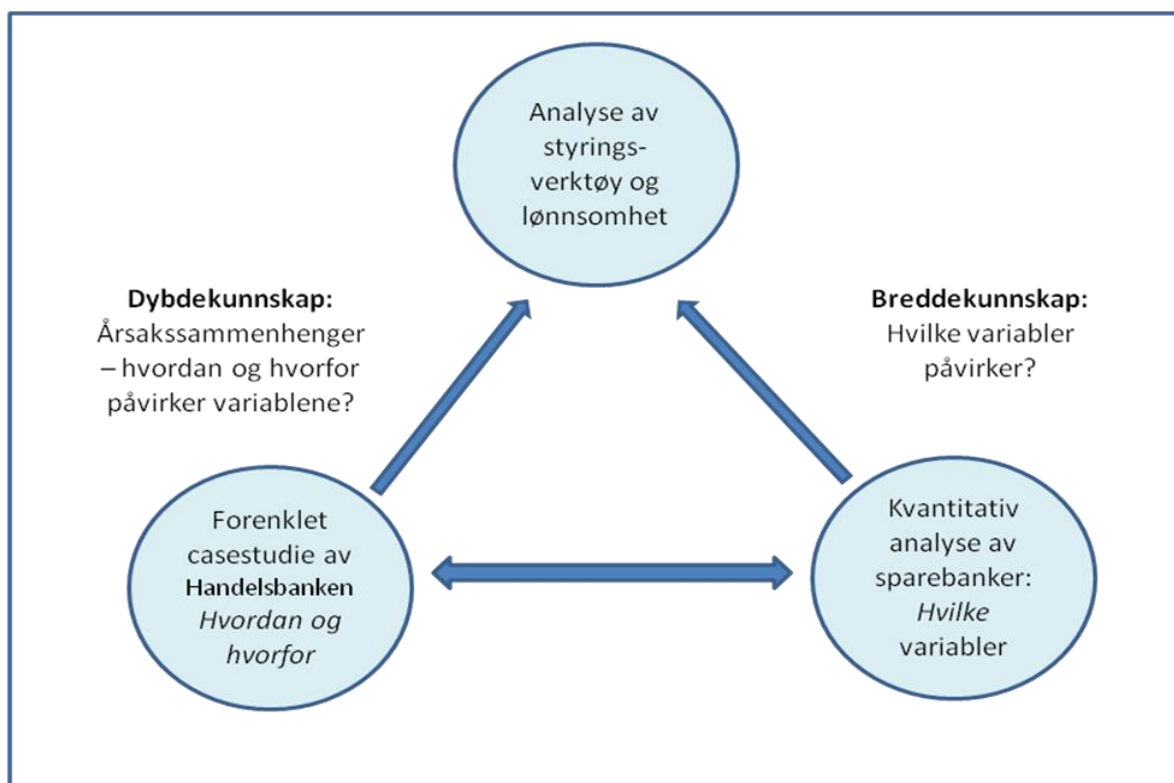 Analyse av
styrings-
verktøy og
lønnsomhet
Dybdekunnskap:
Årsakssammenhenger
– hvordan og hvorfor
påvirker variablene?
Breddekunnskap:
Hvilke variabler
påvirker?
Forenklet
casestudie av
Handelsbanken
Hvordan og
hvorfor
Kvantitativ
analyse av
sparebanker:
Hvilke
variabler